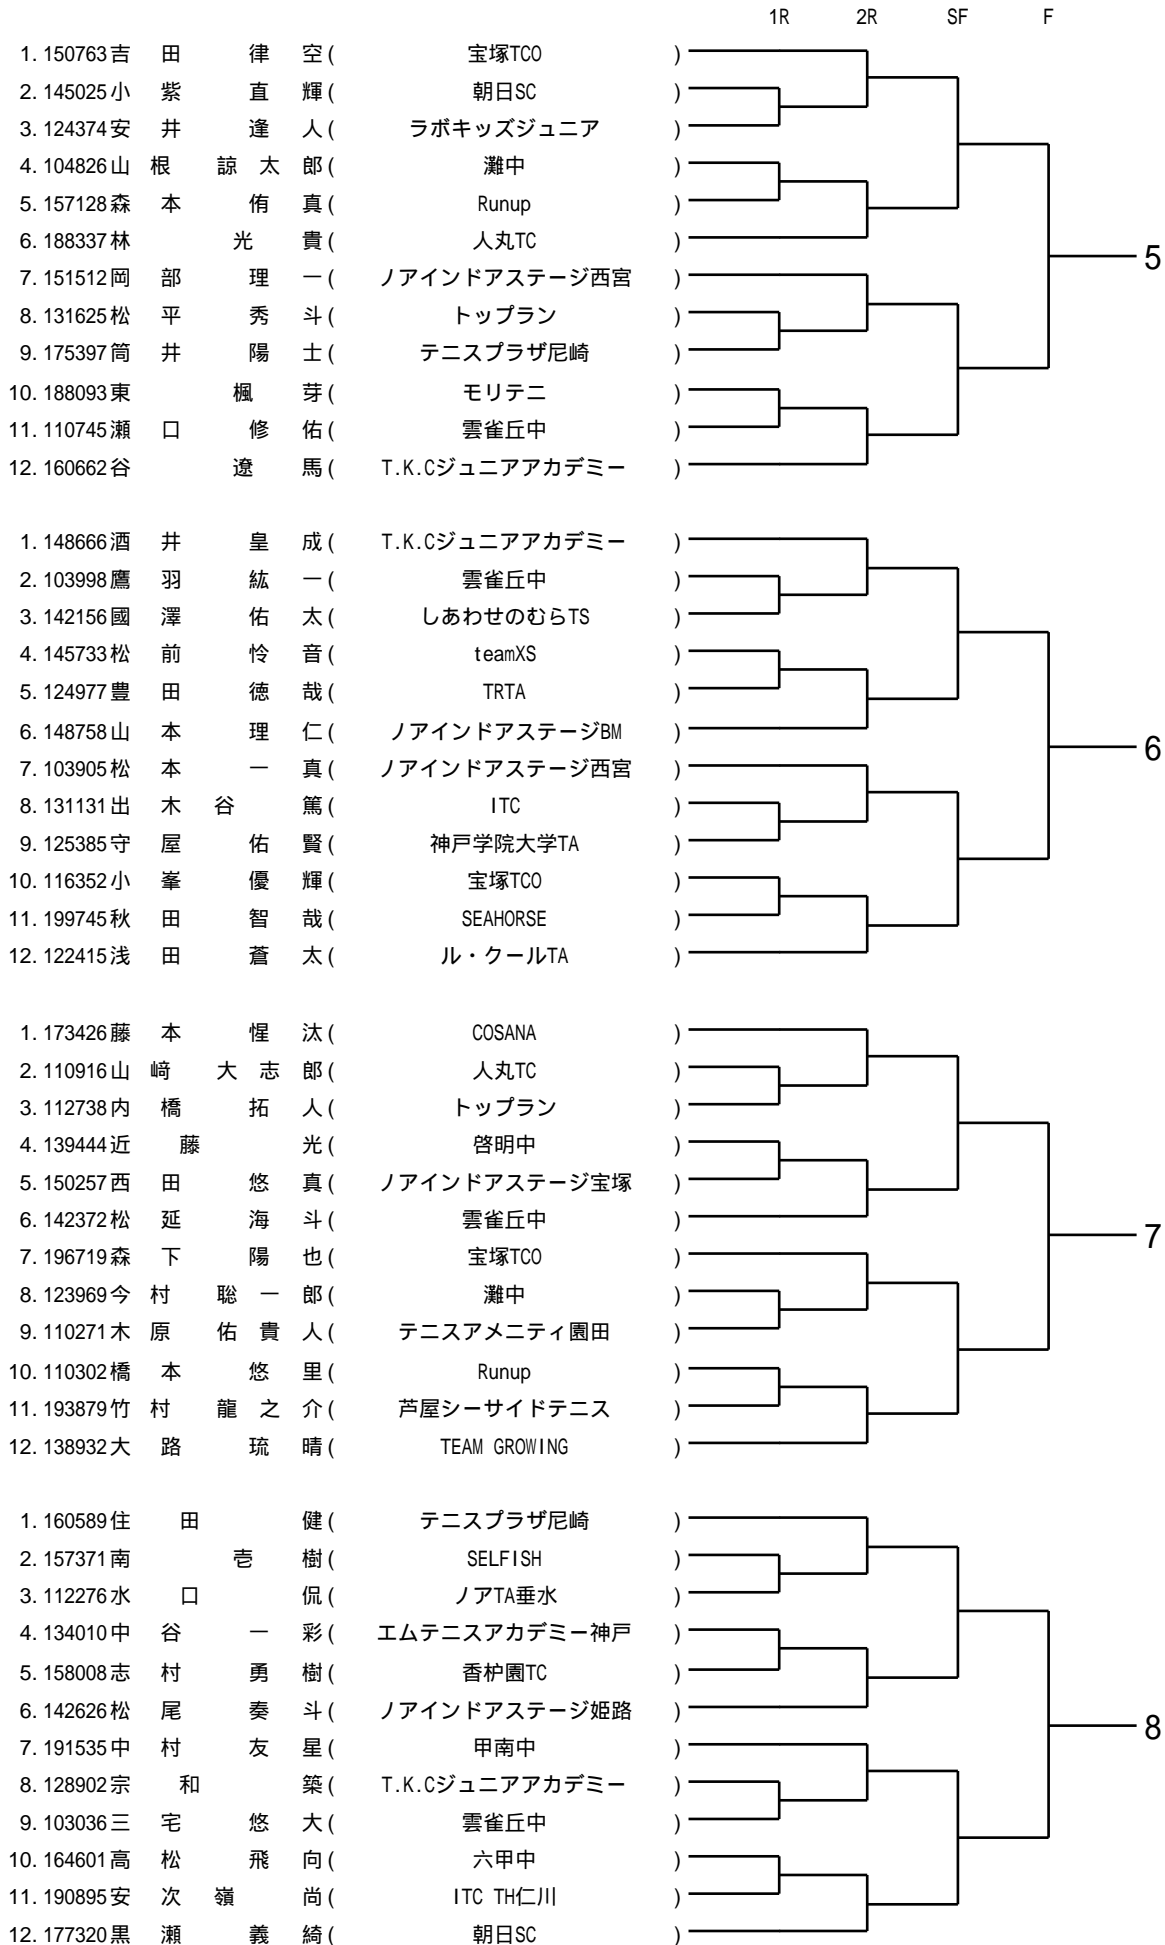 1R 2R SF F
1. 150763 吉田 律空 ( 宝塚TCO )
2. 145025 小紫 直輝 ( 朝日SC )
3. 124374 安井 逢人 ( ラボキッズジュニア )
4. 104826 山根 諒太郎 ( 灘中 )
5. 157128 森本 侑真 ( Runup )
6. 188337 林 光貴 ( 人丸TC )
5
7. 151512 岡部 理一 ( ノアインドアステージ西宮 )
8. 131625 松平 秀斗 ( トップラン )
9. 175397 筒井 陽士 ( テニスプラザ尼崎 )
10. 188093 東 楓芽 ( モリテニ )
11. 110745 瀬口 修佑 ( 雲雀丘中 )
12. 160662 谷 遼馬 ( T.K.Cジュニアアカデミー )
1. 148666 酒井 皇成 ( T.K.Cジュニアアカデミー )
2. 103998 鷹羽 紘一 ( 雲雀丘中 )
3. 142156 國澤 佑太 ( しあわせのむらTS )
4. 145733 松前 怜音 ( teamXS )
5. 124977 豊田 徳哉 ( TRTA )
6. 148758 山本 理仁 ( ノアインドアステージBM )
6
7. 103905 松本 一真 ( ノアインドアステージ西宮 )
8. 131131 出木谷 篤 ( ITC )
9. 125385 守屋 佑賢 ( 神戸学院大学TA )
10. 116352 小峯 優輝 ( 宝塚TCO )
11. 199745 秋田 智哉 ( SEAHORSE )
12. 122415 浅田 蒼太 ( ル・クールTA )
1. 173426 藤本 惺汰 ( COSANA )
2. 110916 山﨑 大志郎 ( 人丸TC )
3. 112738 内橋 拓人 ( トップラン )
4. 139444 近藤 光 ( 啓明中 )
5. 150257 西田 悠真 ( ノアインドアステージ宝塚 )
6. 142372 松延 海斗 ( 雲雀丘中 )
7
7. 196719 森下 陽也 ( 宝塚TCO )
8. 123969 今村 聡一郎 ( 灘中 )
9. 110271 木原 佑貴人 ( テニスアメニティ園田 )
10. 110302 橋本 悠里 ( Runup )
11. 193879 竹村 龍之介 ( 芦屋シーサイドテニス )
12. 138932 大路 琉晴 ( TEAM GROWING )
1. 160589 住田 健 ( テニスプラザ尼崎 )
2. 157371 南 壱樹 ( SELFISH )
3. 112276 水口 侃 ( ノアTA垂水 )
4. 134010 中谷 一彩 ( エムテニスアカデミー神戸 )
5. 158008 志村 勇樹 ( 香枦園TC )
6. 142626 松尾 奏斗 ( ノアインドアステージ姫路 )
8
7. 191535 中村 友星 ( 甲南中 )
8. 128902 宗和 築 ( T.K.Cジュニアアカデミー )
9. 103036 三宅 悠大 ( 雲雀丘中 )
10. 164601 高松 飛向 ( 六甲中 )
11. 190895 安次嶺 尚 ( ITC TH仁川 )
12. 177320 黒瀬 義綺 ( 朝日SC )